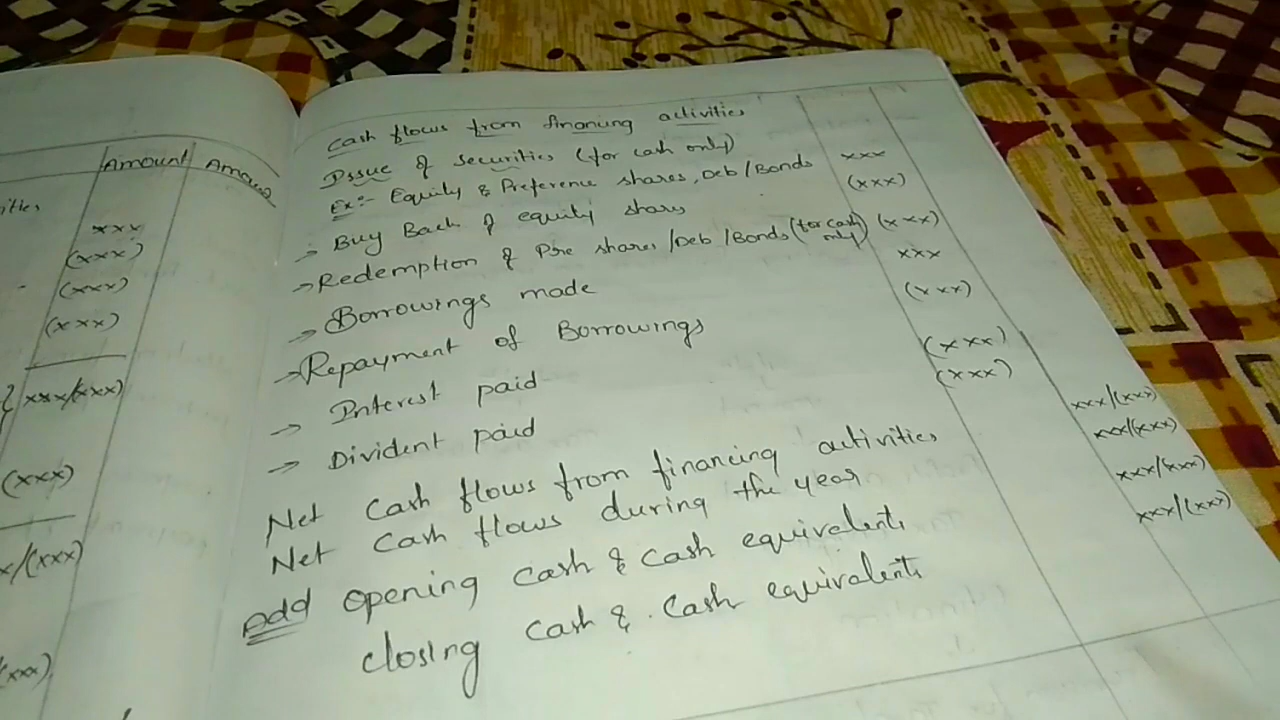 Amount Amount
ities
xxx
(xxx)
(xxx)
(xxx)
} xxx/(xxx)
(xxx)
x/(xxx)
(xxx)
Cash flows from financing activities
Issue of securities (for cash only)
Ex:- Equity & Preference shares, Deb/Bonds xxx
→ Buy Back of equity shares (xxx)
→ Redemption of Pre shares /Deb /Bonds (for cash only) (xxx)
→ Borrowings made xxx
→ Repayment of Borrowings (xxx)
→ Interest paid (xxx)
→ Divident paid (xxx)
Net Cash flows from financing activities xxx/(xxx)
Net Cash flows during the year xxx/(xxx)
Add opening cash & cash equivalents xxx/(xxx)
closing cash & cash equivalents xxx/(xxx)